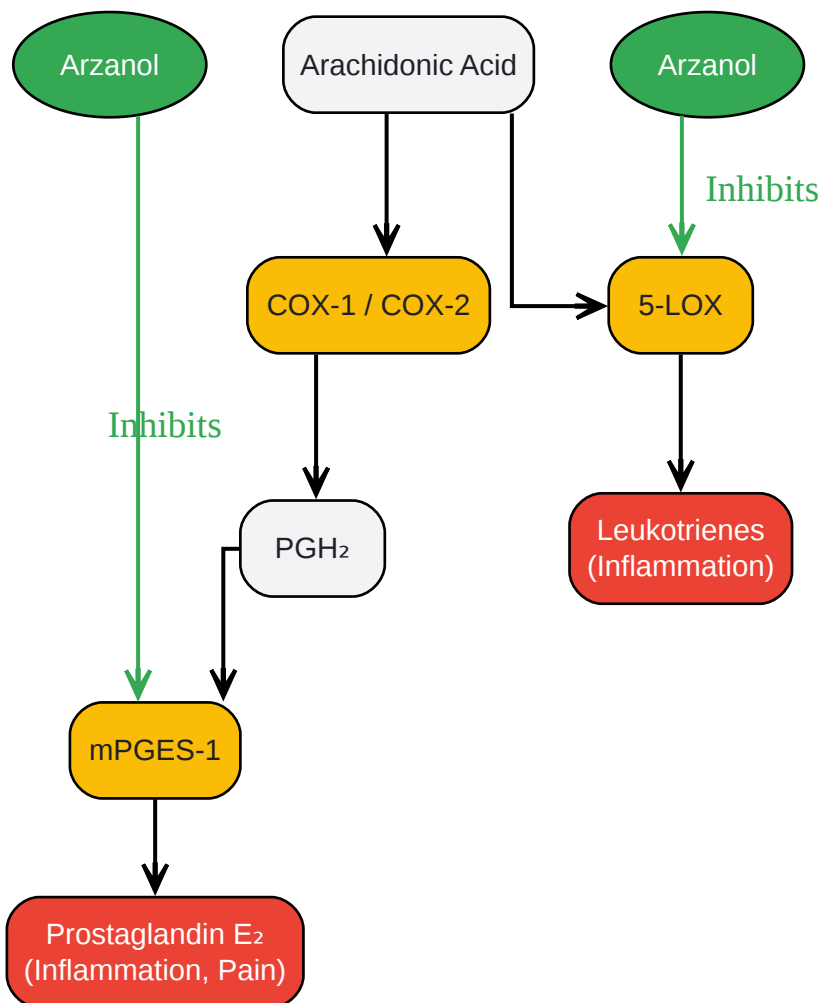 Arzanol
Arachidonic Acid
Arzanol
Inhibits
COX-1 / COX-2
5-LOX
Inhibits
PGH₂
Leukotrienes
(Inflammation)
mPGES-1
Prostaglandin E₂
(Inflammation, Pain)